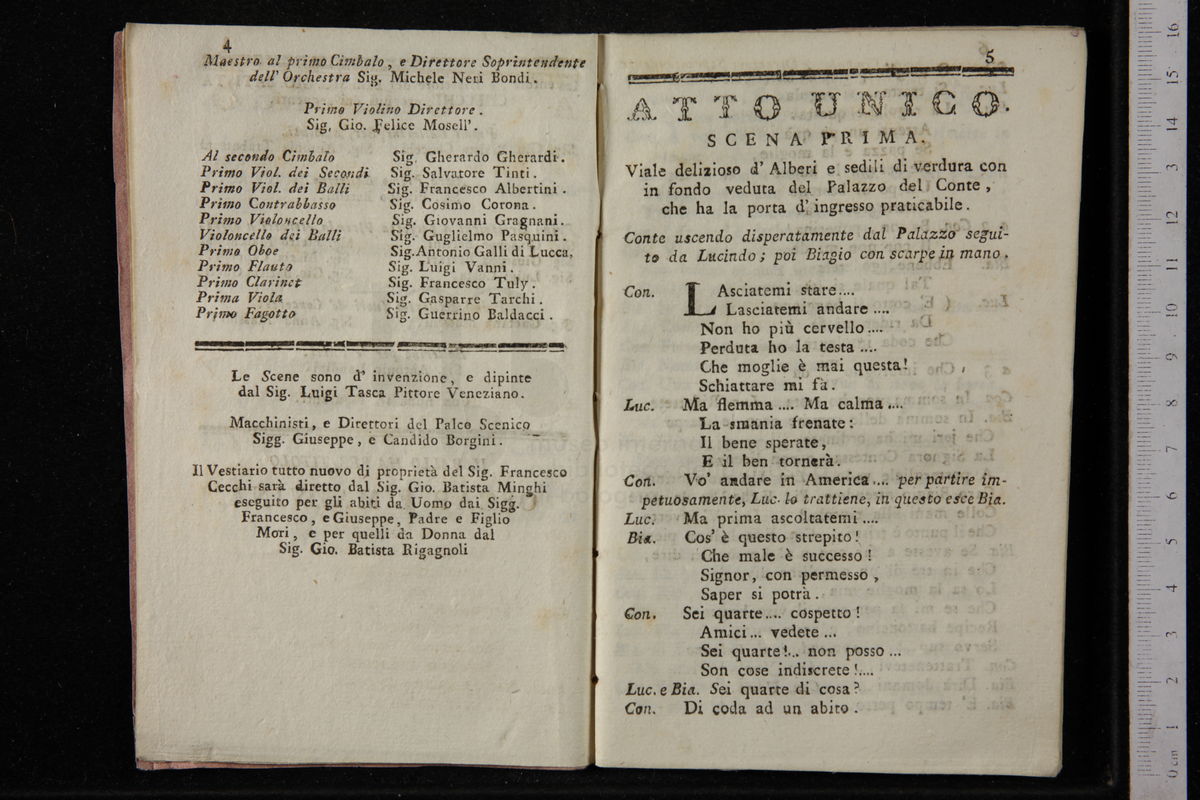 4
Maestro al primo Cimbalo, e Direttore Soprintendente
dell' Orchestra Sig. Michele Neri Bondi.
Primo Violino Direttore.
Sig. Gio. Felice Mosell'.
Al secondo Cimbalo Sig. Gherardo Gherardi.
Primo Viol. dei Secondi Sig. Salvatore Tinti.
Primo Viol. dei Balli Sig. Francesco Albertini.
Primo Contrabbasso Sig. Cosimo Corona.
Primo Violoncello Sig. Giovanni Gragnani.
Violoncello dei Balli Sig. Guglielmo Pasquini.
Primo Oboe Sig. Antonio Galli di Lucca.
Primo Flauto Sig. Luigi Vanni.
Primo Clarinet Sig. Francesco Tuly.
Prima Viola Sig. Gasparre Tarchi.
Primo Fagotto Sig. Guerrino Baldacci.
Le Scene sono d' invenzione, e dipinte
dal Sig. Luigi Tasca Pittore Veneziano.
Macchinisti, e Direttori del Palco Scenico
Sigg. Giuseppe, e Candido Borgini.
Il Vestiario tutto nuovo di proprietà del Sig. Francesco
Cecchi sarà diretto dal Sig. Gio. Batista Minghi
eseguito per gli abiti da Uomo dai Sigg.
Francesco, e Giuseppe, Padre e Figlio
Mori, e per quelli da Donna dal
Sig. Gio. Batista Rigagnoli
5
ATTO UNICO.
SCENA PRIMA.
Viale delizioso d' Alberi e sedili di verdura con
in fondo veduta del Palazzo del Conte,
che ha la porta d' ingresso praticabile.
Conte uscendo disperatamente dal Palazzo segui-
to da Lucindo; poi Biagio con scarpe in mano.
Con. LAsciatemi stare....
Lasciatemi andare ....
Non ho più cervello....
Perduta ho la testa ....
Che moglie è mai questa!
Schiattare mi fà.
Luc. Ma flemma .... Ma calma ....
La smania frenate:
Il bene sperate,
E il ben tornerà.
Con. Vo' andare in America .... per partire im-
petuosamente, Luc. lo trattiene, in questo esce Bia.
Luc. Ma prima ascoltatemi ....
Bia. Cos' è questo strepito!
Che male è successo!
Signor, con permesso,
Saper si potrà.
Con. Sei quarte.... cospetto!
Amici... vedete ...
Sei quarte!... non posso ...
Son cose indiscrete!....
Luc. e Bia. Sei quarte di cosa?
Con. Di coda ad un abito.